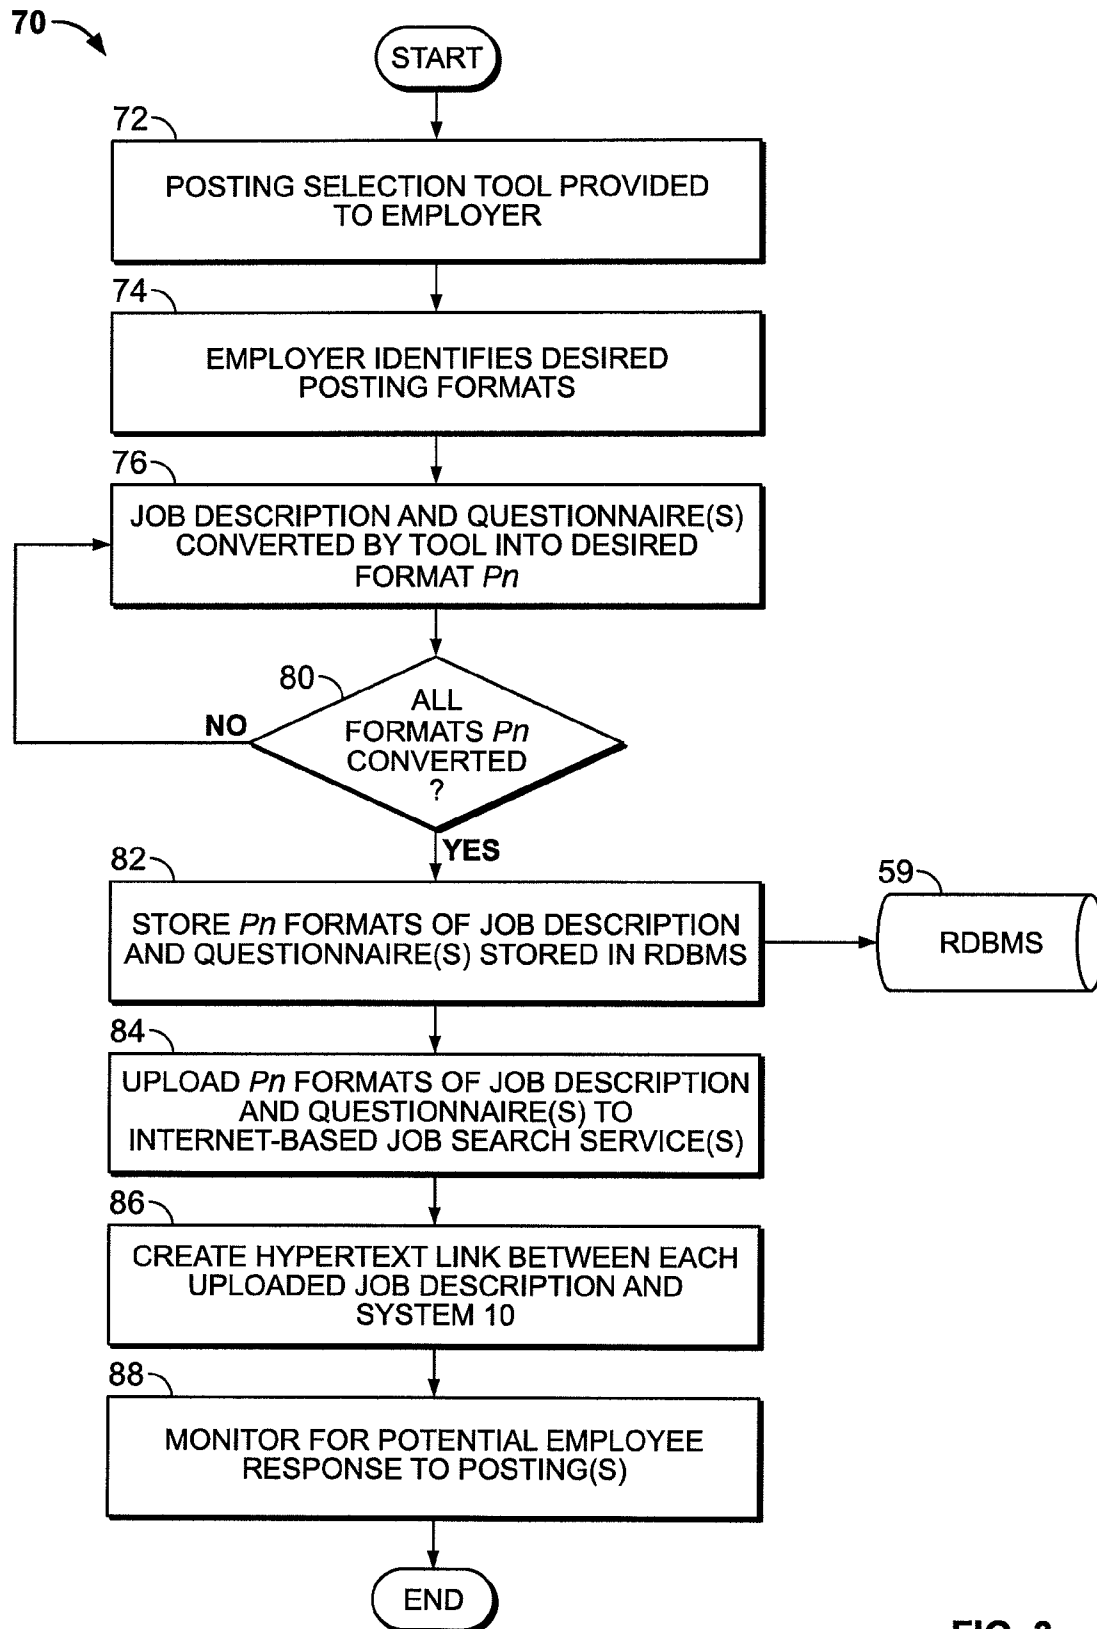 70
START
72
POSTING SELECTION TOOL PROVIDED
TO EMPLOYER
74
EMPLOYER IDENTIFIES DESIRED
POSTING FORMATS
76
JOB DESCRIPTION AND QUESTIONNAIRE(S)
CONVERTED BY TOOL INTO DESIRED
FORMAT Pn
80
ALL
FORMATS Pn
CONVERTED
?
NO
YES
82
STORE Pn FORMATS OF JOB DESCRIPTION
AND QUESTIONNAIRE(S) STORED IN RDBMS
59
RDBMS
84
UPLOAD Pn FORMATS OF JOB DESCRIPTION
AND QUESTIONNAIRE(S) TO
INTERNET-BASED JOB SEARCH SERVICE(S)
86
CREATE HYPERTEXT LINK BETWEEN EACH
UPLOADED JOB DESCRIPTION AND
SYSTEM 10
88
MONITOR FOR POTENTIAL EMPLOYEE
RESPONSE TO POSTING(S)
END
FIG.